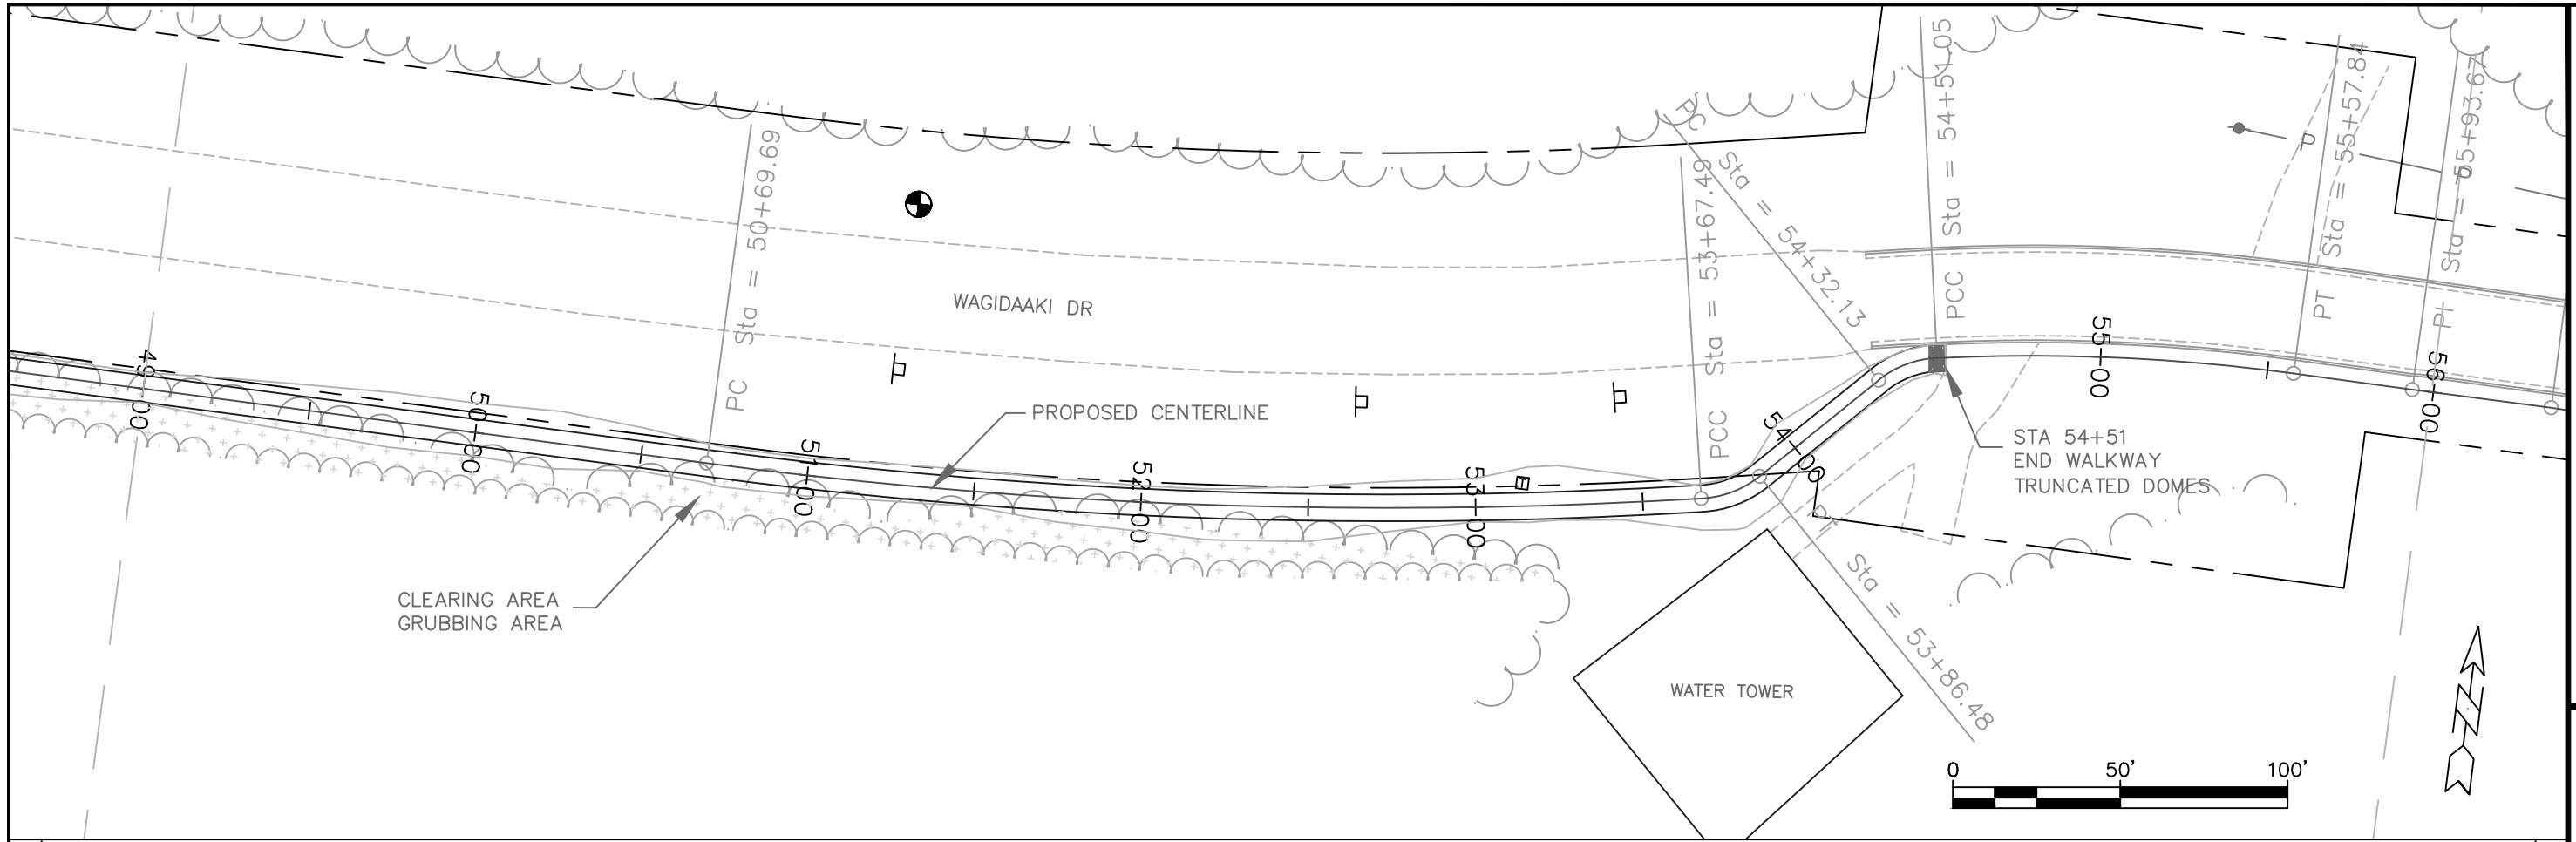 PC Sta = 50+69.69
WAGIDAAKI DR
PROPOSED CENTERLINE
CLEARING AREA
GRUBBING AREA
49+00
50+00
51+00
52+00
53+00
54+00
55+00
56+00
PCC Sta = 53+67.49
PC Sta = 54+32.13
PCC Sta = 54+51.05
PT Sta = 55+57.84
PI Sta = 55+93.67
P
P
STA 54+51
END WALKWAY
TRUNCATED DOMES
PT Sta = 53+86.48
WATER TOWER
0 50' 100'